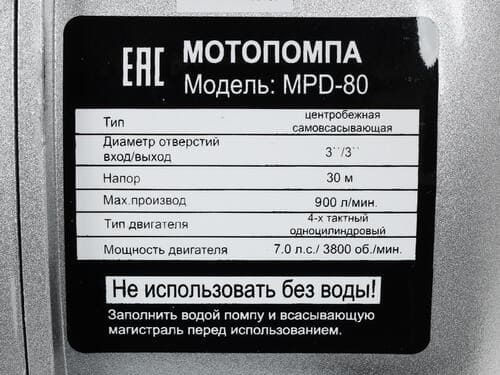 ЕАС МОТОПОМПА
Модель: MPD-80
Тип центробежная самовсасывающая
Диаметр отверстий вход/выход 3¨/3¨
Напор 30 м
Мах.производ 900 л/мин.
Тип двигателя 4-х тактный одноцилиндровый
Мощность двигателя 7.0 л.с./ 3800 об./мин.
Не использовать без воды!
Заполнить водой помпу и всасывающую
магистраль перед использованием.